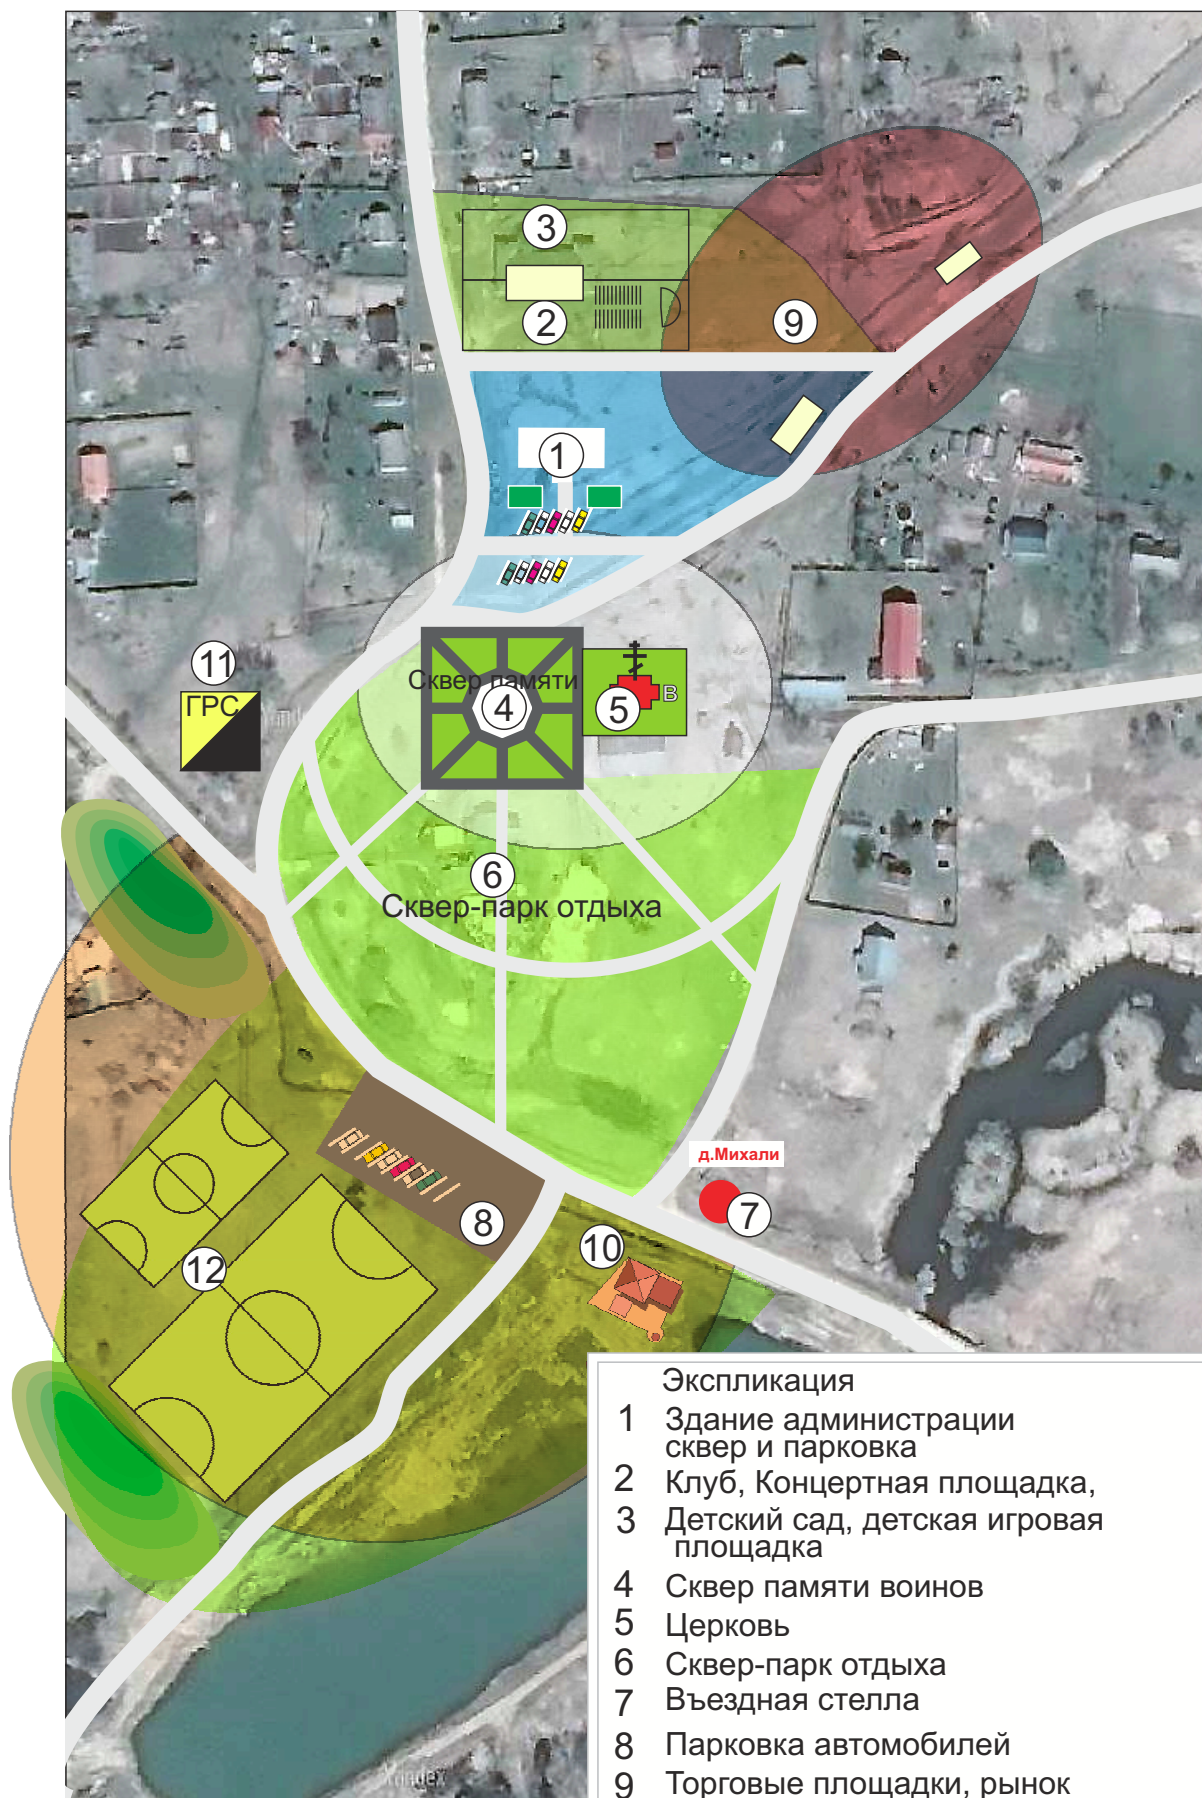 3
2
9
1
11
ГРС
Сквер памяти
4
5
В
6
Сквер-парк отдыха
д.Михали
7
8
10
12
Экспликация
1 Здание администрации
сквер и парковка
2 Клуб, Концертная площадка,
3 Детский сад, детская игровая
площадка
4 Сквер памяти воинов
5 Церковь
6 Сквер-парк отдыха
7 Въездная стелла
8 Парковка автомобилей
9 Торговые площадки, рынок
Yandex